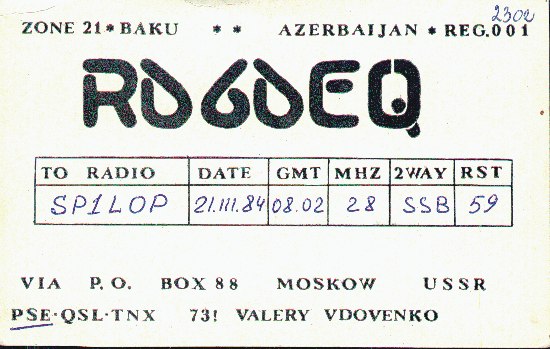 2302
ZONE 21*BAKU * * AZERBAIJAN * REG.001
RD6DEQ
TO RADIO DATE GMT MHZ 2WAY RST
SP1LOP 21.III.84 08.02 28 SSB 59
VIA P.O. BOX 88 MOSKOW USSR
PSE·QSL·TNX 73! VALERY VDOVENKO